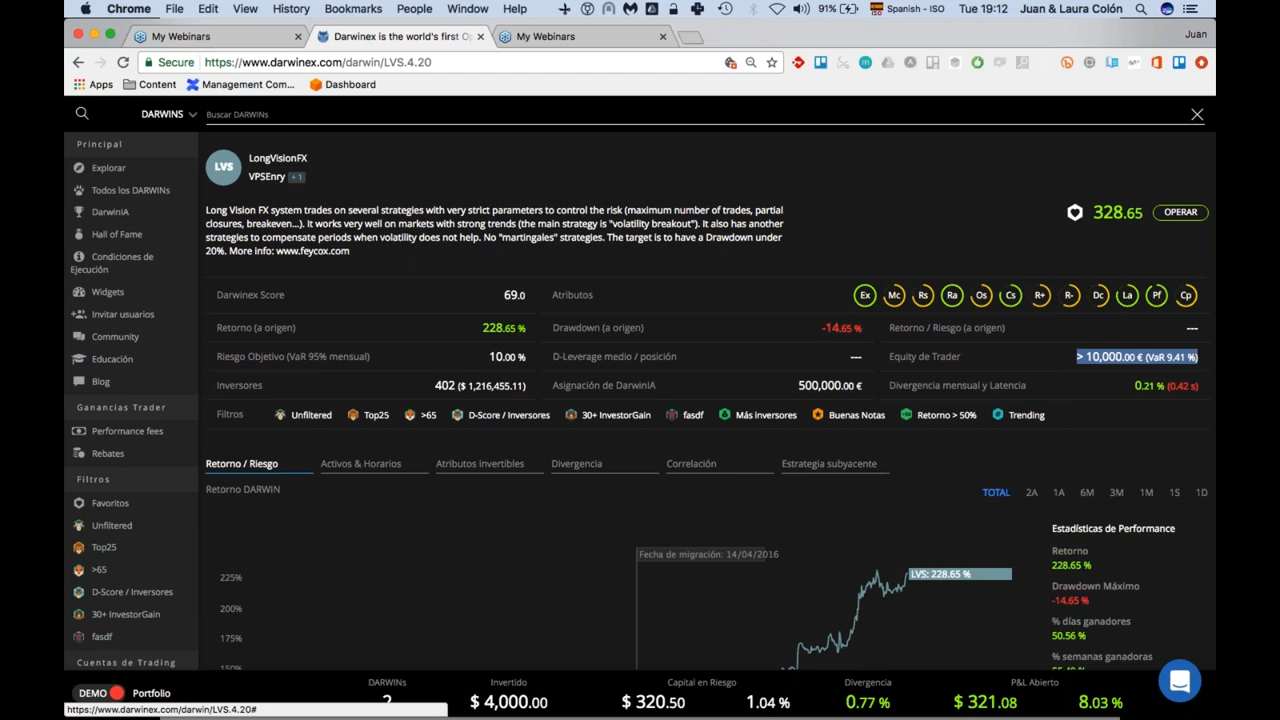 Chrome File Edit View History Bookmarks People Window Help 91% Spanish - ISO Tue 19:12 Juan & Laura Colón
My Webinars Darwinex is the world's first Op My Webinars Juan
Secure https://www.darwinex.com/darwin/LVS.4.20
Apps Content Management Com... Dashboard
DARWINS Buscar DARWINs
Principal
Explorar
Todos los DARWINs
DarwinIA
Hall of Fame
Condiciones de
Ejecución
Widgets
Invitar usuarios
Community
Educación
Blog
Ganancias Trader
Performance fees
Rebates
Filtros
Favoritos
Unfiltered
Top25
>65
D-Score / Inversores
30+ InvestorGain
fasdf
Cuentas de Trading
LVS
LongVisionFX
VPSEnry +1
Long Vision FX system trades on several strategies with very strict parameters to control the risk (maximum number of trades, partial
closures, breakeven...). It works very well on markets with strong trends (the main strategy is "volatility breakout"). It also has another
strategies to compensate periods when volatility does not help. No "martingales" strategies. The target is to have a Drawdown under
20%. More info: www.feycox.com
328.65 OPERAR
Darwinex Score 69.0 Atributos Ex Mc Rs Ra Os Cs R+ R- Dc La Pf Cp
Retorno (a origen) 228.65 % Drawdown (a origen) -14.65 % Retorno / Riesgo (a origen) ---
Riesgo Objetivo (VaR 95% mensual) 10.00 % D-Leverage medio / posición --- Equity de Trader > 10,000.00 € (VaR 9.41 %)
Inversores 402 ($ 1,216,455.11) Asignación de DarwinIA 500,000.00 € Divergencia mensual y Latencia 0.21 % (0.42 s)
Filtros Unfiltered Top25 >65 D-Score / Inversores 30+ InvestorGain fasdf Más inversores Buenas Notas Retorno > 50% Trending
Retorno / Riesgo Activos & Horarios Atributos invertibles Divergencia Correlación Estrategia subyacente
Retorno DARWIN TOTAL 2A 1A 6M 3M 1M 1S 1D
Fecha de migración: 14/04/2016
LVS: 228.65 %
225%
200%
175%
150%
Estadísticas de Performance
Retorno
228.65 %
Drawdown Máximo
-14.65 %
% días ganadores
50.56 %
% semanas ganadoras
DEMO Portfolio
DARWINs Invertido Capital en Riesgo Divergencia P&L Abierto
2 $ 4,000.00 $ 320.50 1.04 % 0.77 % $ 321.08 8.03 %
https://www.darwinex.com/darwin/LVS.4.20#